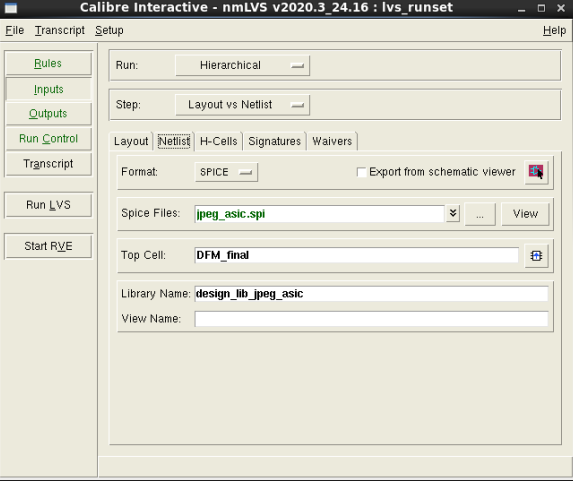 Calibre Interactive - nmLVS v2020.3_24.16 : lvs_runset
File Transcript Setup Help
Rules
Inputs
Outputs
Run Control
Transcript
Run LVS
Start RVE
Run: Hierarchical
Step: Layout vs Netlist
Layout Netlist H-Cells Signatures Waivers
Format: SPICE Export from schematic viewer
Spice Files: jpeg_asic.spi ... View
Top Cell: DFM_final
Library Name: design_lib_jpeg_asic
View Name: